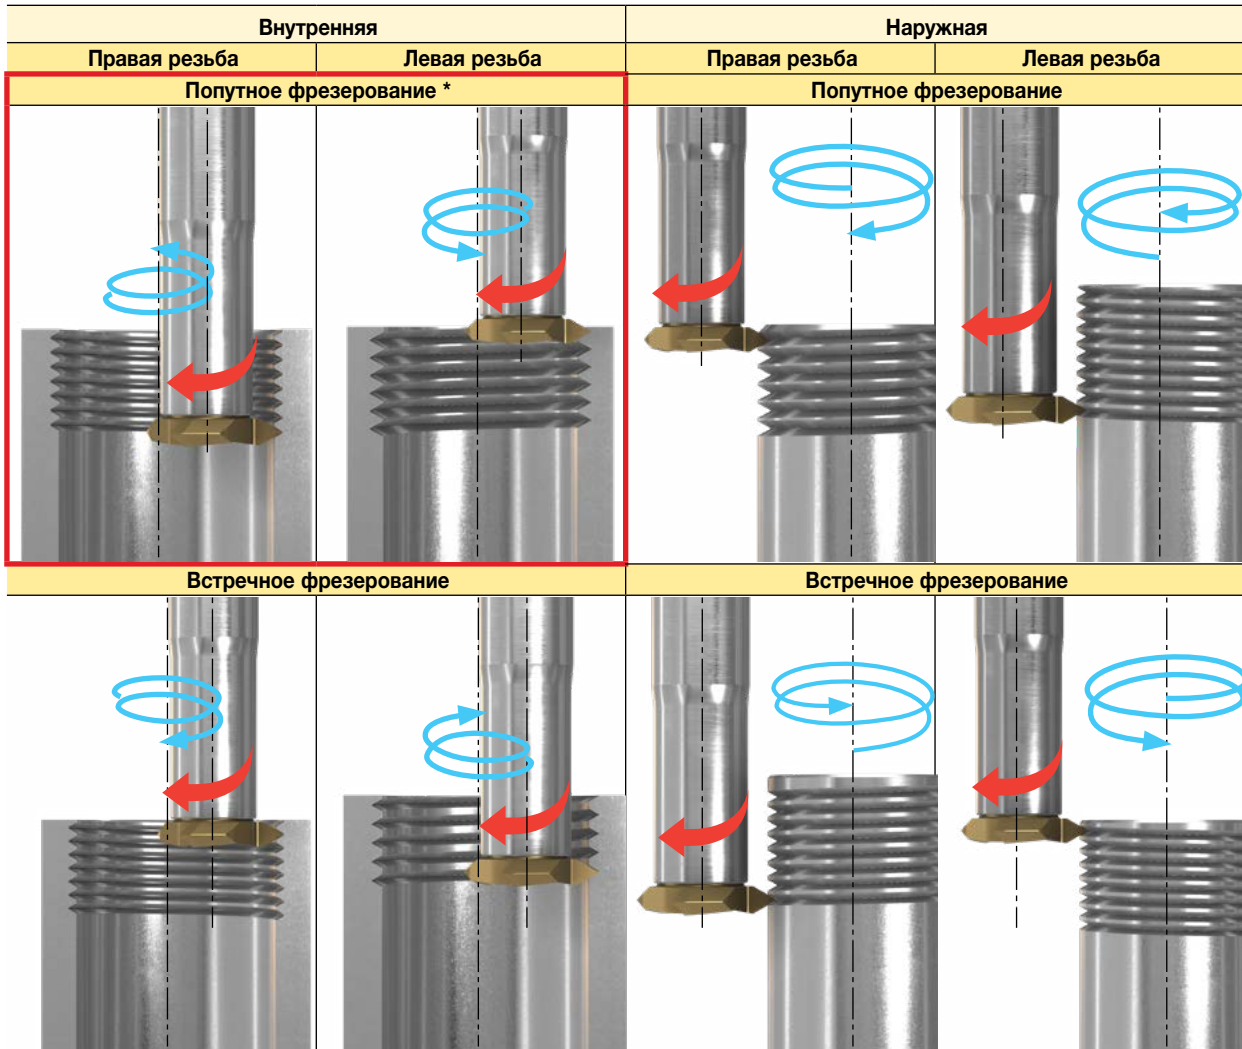 Внутренняя Наружная
Правая резьба Левая резьба Правая резьба Левая резьба
Попутное фрезерование * Попутное фрезерование
Встречное фрезерование Встречное фрезерование